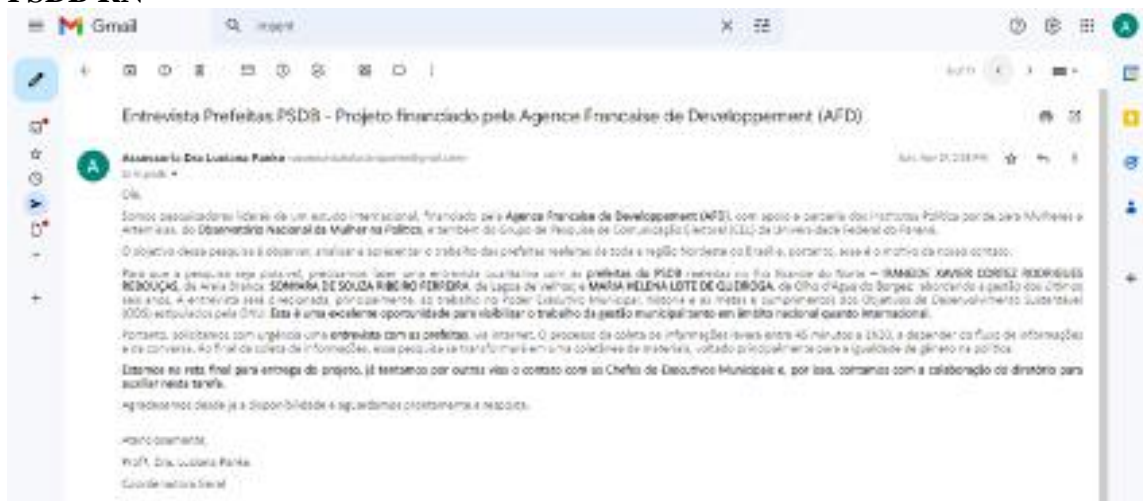 PSDB RN
Gmail
Entrevista Prefeitas PSDB - Projeto financiado pela Agence Francaise de Developpement (AFD)
Assessoria Dra Luciana Panke
Olá,
Somos pesquisadores líderes de um estudo internacional, financiado pela Agence Francaise de Developpement (AFD), com apoio e parceria dos Institutos Política por de para Mulheres e
do Observatório Nacional da Mulher na Política, e também do Grupo de Pesquisa de Comunicação Eleitoral (CEL) da Universidade Federal do Paraná.
O objetivo dessa pesquisa é observar, analisar e apresentar o trabalho das prefeitas reeleitas de toda a região Nordeste do Brasil e, portanto, esse é o motivo do nosso contato.
Para que a pesquisa seja possível, precisamos fazer uma entrevista qualitativa com as prefeitas do PSDB reeleitas no Rio Grande do Norte – XAVIER CORTEZ RODRIGUES
REBOUÇAS, de Areia Branca; DE SOUZA RIBEIRO FERREIRA, de Lagoa de Velhos; e MARIA HELENA LEITE DE QUEIROGA, de Olho d'Água do Borges; abordando a gestão dos últimos
seis anos. A entrevista será direcionada, principalmente, ao trabalho no Poder Executivo Municipal, história e as metas e cumprimentos dos Objetivos de Desenvolvimento Sustentável
(ODS) estipulados pela ONU. Esta é uma excelente oportunidade para visibilizar o trabalho da gestão municipal tanto em âmbito nacional quanto internacional.
Portanto, solicitamos com urgência uma entrevista com as prefeitas, via internet. O processo de coleta de informações levará entre 45 minutos a 1h20, a depender do fluxo de informações
e da conversa. Ao final da coleta de informações, essa pesquisa se transformará em uma coletânea de materiais, voltado principalmente para a igualdade de gênero na política.
Estamos na reta final para entrega do projeto, já tentamos por outras vias o contato com as Chefes de Executivos Municipais e, por isso, contamos com a colaboração do diretório para
auxiliar nesta tarefa.
Agradecemos desde já a disponibilidade e aguardamos prontamente a resposta.
Atenciosamente,
Profª. Dra. Luciana Panke
Coordenadora Geral